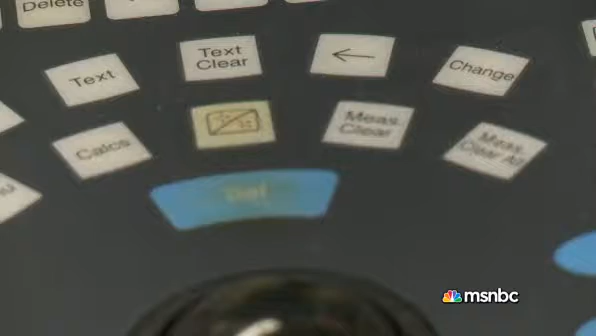 Delete
Text
Clear
Text
Change
Meas.
Clear
Meas.
Clear All
Calcs
msnbc